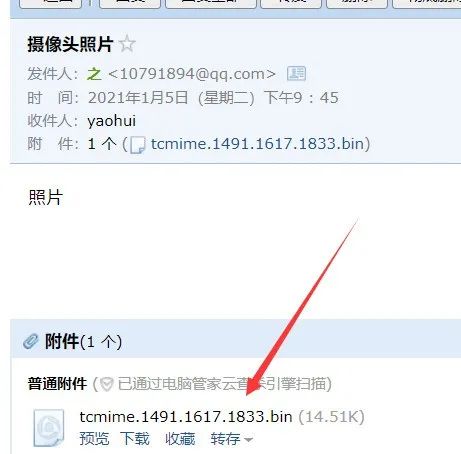 摄像头照片
发件人：之 <10791894@qq.com>
时 间：2021年1月5日（星期二）下午9：45
收件人：yaohui
附 件：1 个 (tcmime.1491.1617.1833.bin)
照片
附件(1 个)
普通附件 (已通过电脑管家云查杀引擎扫描)
tcmime.1491.1617.1833.bin (14.51K)
预览 下载 收藏 转存